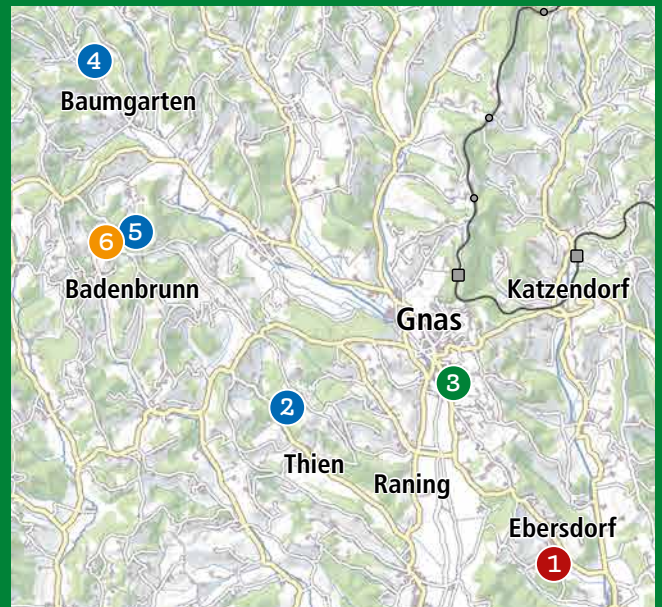 4
Baumgarten
6
5
Badenbrunn
Katzendorf
Gnas
3
2
Thien
Raning
Ebersdorf
1